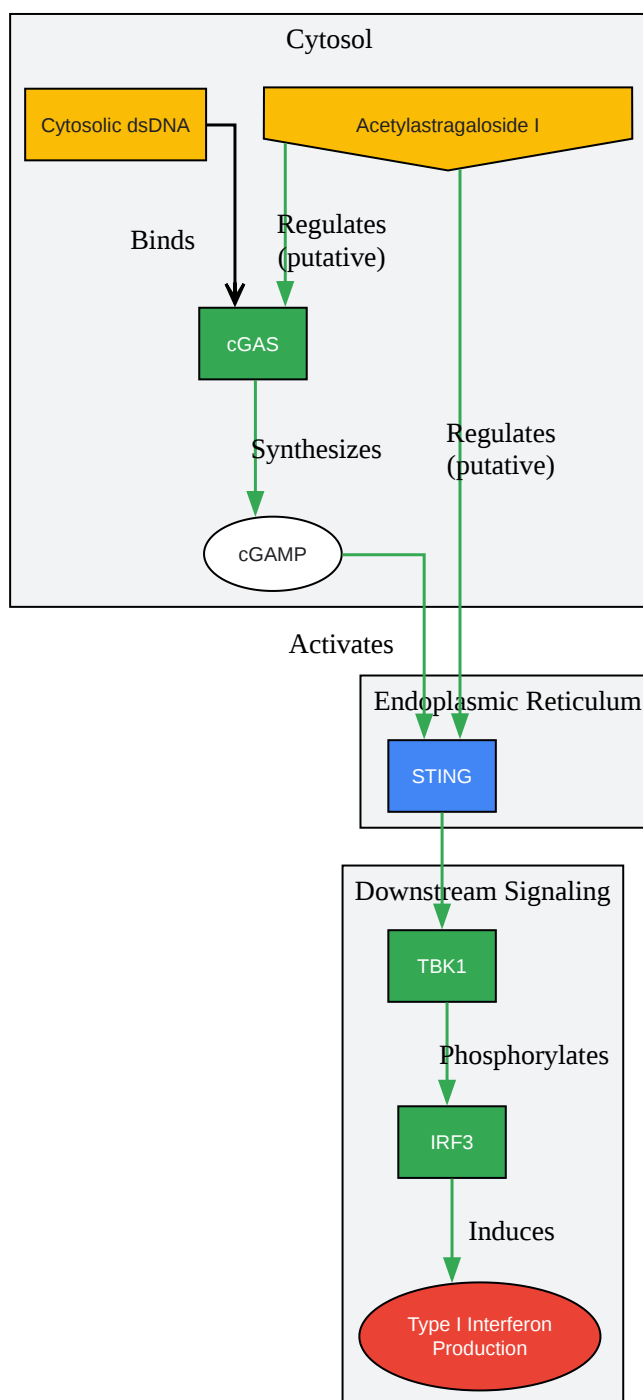 Cytosol
Cytosolic dsDNA
Acetylastragaloside I
Binds
Regulates
(putative)
cGAS
Synthesizes
Regulates
(putative)
cGAMP
Activates
Endoplasmic Reticulum
STING
Downstream Signaling
TBK1
Phosphorylates
IRF3
Induces
Type I Interferon
Production